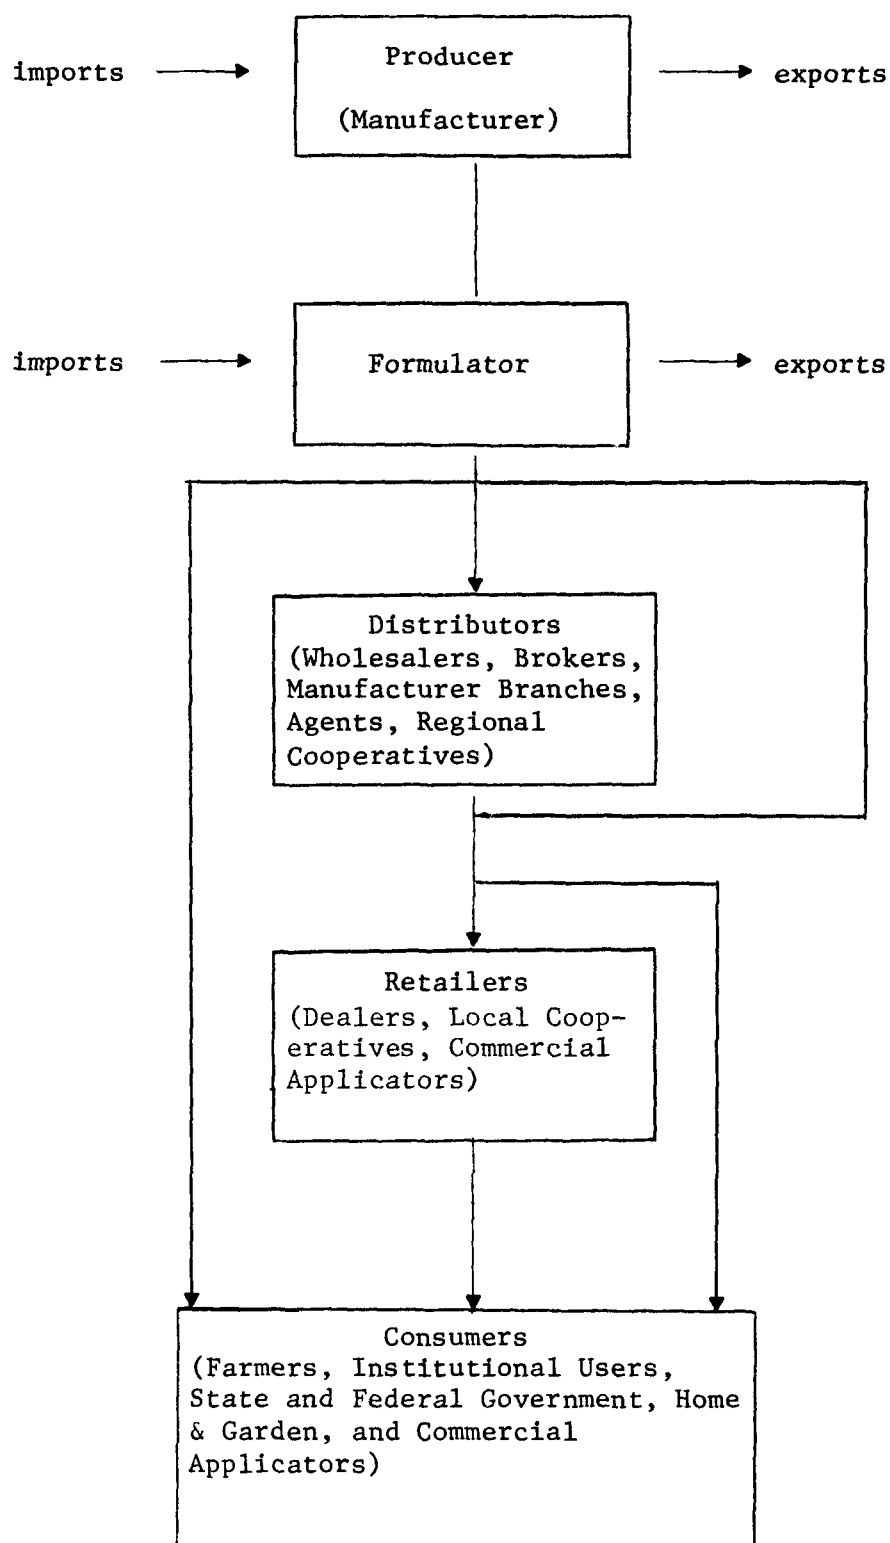 imports
Producer
exports
(Manufacturer)
imports
Formulator
exports
Distributors
(Wholesalers, Brokers,
Manufacturer Branches,
Agents, Regional
Cooperatives)
Retailers
(Dealers, Local Coop-
eratives, Commercial
Applicators)
Consumers
(Farmers, Institutional Users,
State and Federal Government, Home
& Garden, and Commercial
Applicators)